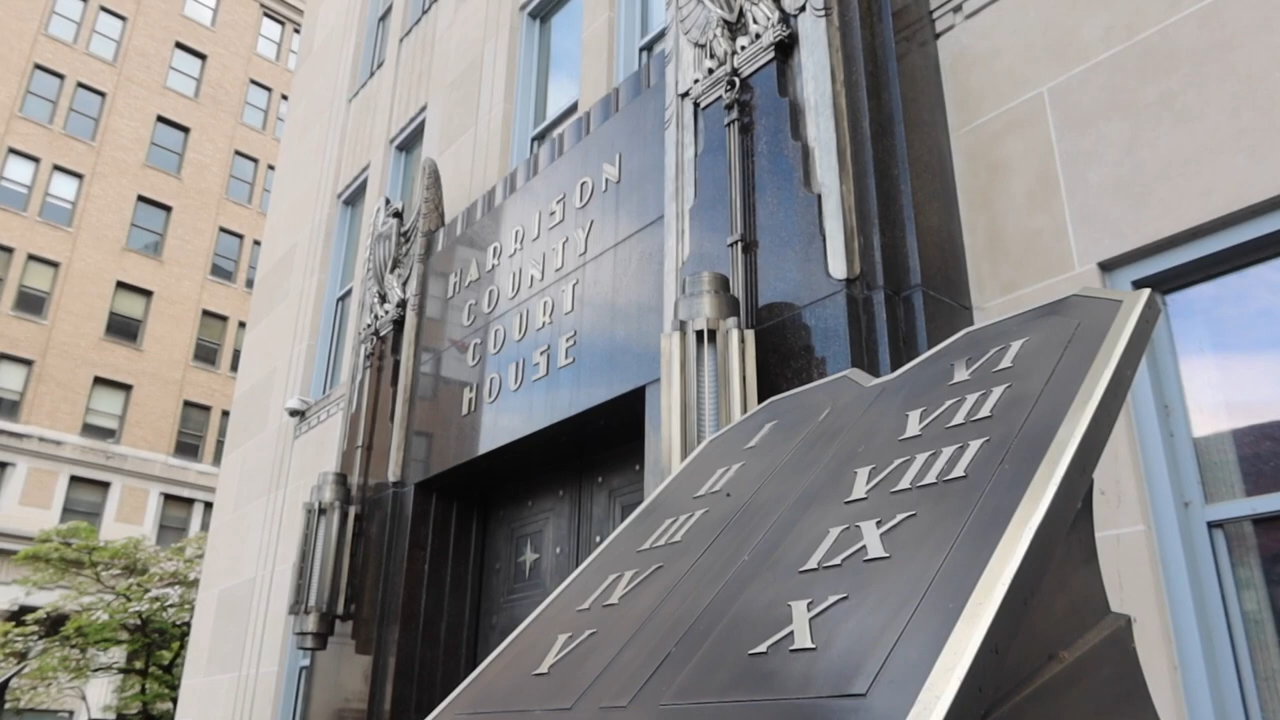 HARRISON
COUNTY
COURT
HOUSE
I
II
III
IV
V
VI
VII
VIII
IX
X